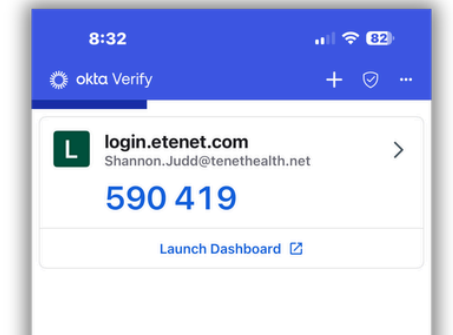 8:32
82
okta Verify
L
login.etenet.com
Shannon.Judd@tenethealth.net
590 419
Launch Dashboard